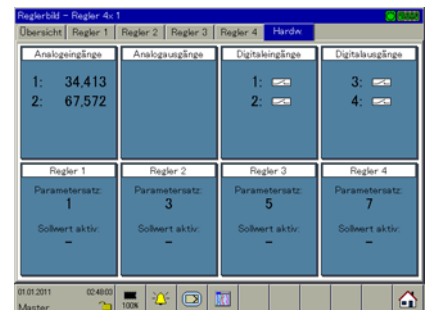 Reglerbild - Regler 4x 1
Übersicht Regler 1 Regler 2 Regler 3 Regler 4 Hardw.
Analogeingänge Analogausgänge Digitaleingänge Digitalausgänge
1: 34,413 1: 3:
2: 67,572 2: 4:
Regler 1 Regler 2 Regler 3 Regler 4
Parametersatz: Parametersatz: Parametersatz: Parametersatz:
1 3 5 7
Sollwert aktiv: Sollwert aktiv: Sollwert aktiv: Sollwert aktiv:
- - - -
01.01.2011 02:48:03
Master 100%